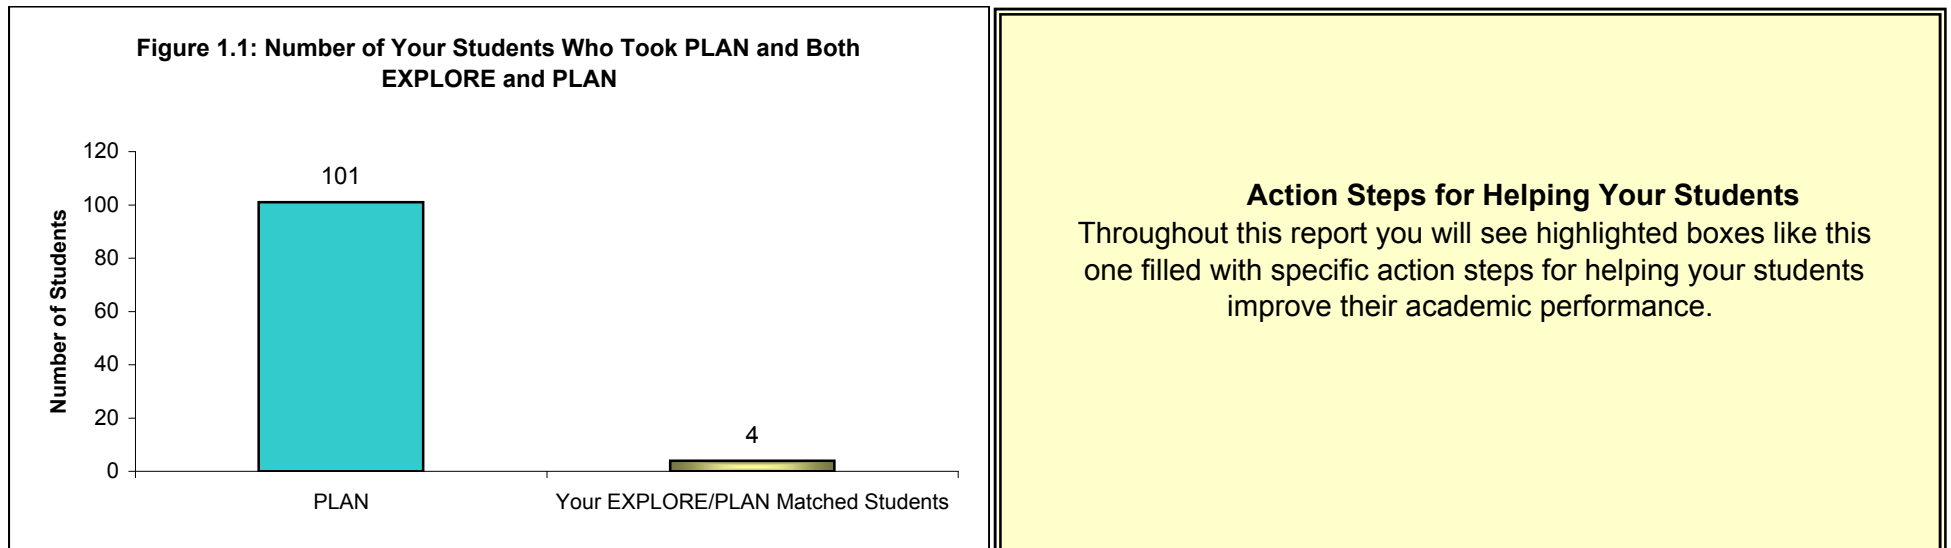 Figure 1.1: Number of Your Students Who Took PLAN and Both
EXPLORE and PLAN
120
100
80
60
40
20
0
Number of Students
101
4
PLAN
Your EXPLORE/PLAN Matched Students
Action Steps for Helping Your Students
Throughout this report you will see highlighted boxes like this
one filled with specific action steps for helping your students
improve their academic performance.